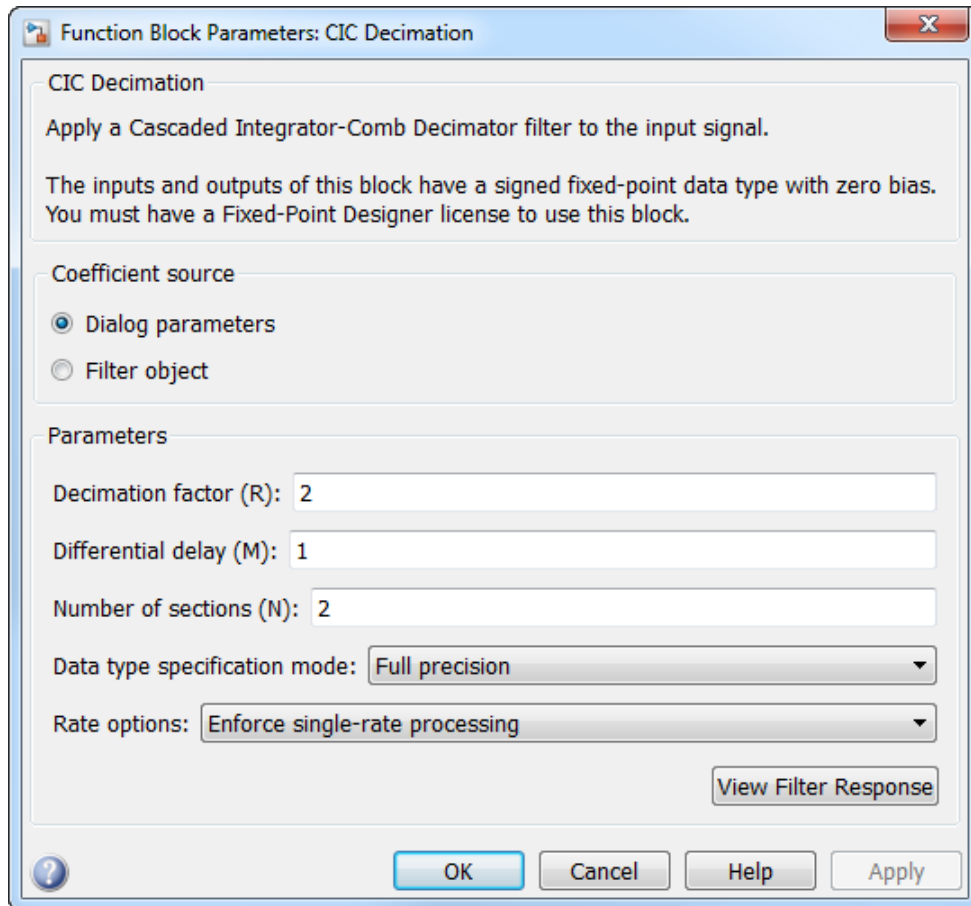 Function Block Parameters: CIC Decimation
CIC Decimation
Apply a Cascaded Integrator-Comb Decimator filter to the input signal.
The inputs and outputs of this block have a signed fixed-point data type with zero bias.
You must have a Fixed-Point Designer license to use this block.
Coefficient source
Dialog parameters
Filter object
Parameters
Decimation factor (R): 2
Differential delay (M): 1
Number of sections (N): 2
Data type specification mode: Full precision
Rate options: Enforce single-rate processing
View Filter Response
? OK Cancel Help Apply